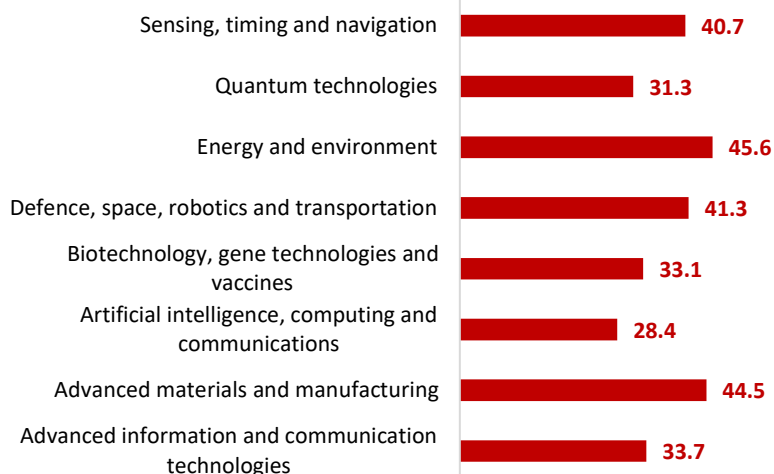 Sensing, timing and navigation 40.7
Quantum technologies 31.3
Energy and environment 45.6
Defence, space, robotics and transportation 41.3
Biotechnology, gene technologies and
vaccines 33.1
Artificial intelligence, computing and
communications 28.4
Advanced materials and manufacturing 44.5
Advanced information and communication
technologies 33.7